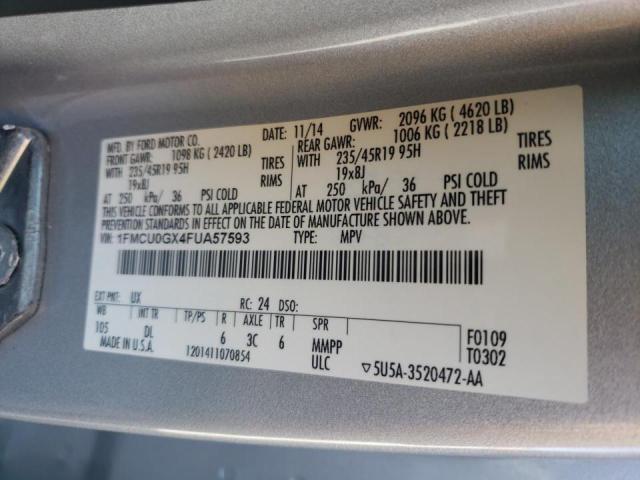 MFD. BY FORD MOTOR CO.
DATE: 11/14 GVWR: 2096 KG ( 4620 LB)
FRONT GAWR: 1098 KG ( 2420 LB) REAR GAWR: 1006 KG ( 2218 LB)
WITH 235/45R19 95H TIRES WITH 235/45R19 95H TIRES
19x8J RIMS 19x8J RIMS
AT 250 kPa/ 36 PSI COLD AT 250 kPa/ 36 PSI COLD
THIS VEHICLE CONFORMS TO ALL APPLICABLE FEDERAL MOTOR VEHICLE SAFETY AND THEFT
PREVENTION STANDARDS IN EFFECT ON THE DATE OF MANUFACTURE SHOWN ABOVE.
VIN: 1FMCU0GX4FUA57593 TYPE: MPV
EXT PNT: UX RC: 24 DSO:
WB INT TR TP/PS R AXLE TR SPR
105 DL 6 3C 6 MMPP F0109
MADE IN U.S.A. 1201411070854 ULC T0302
▽5U5A-3520472-AA